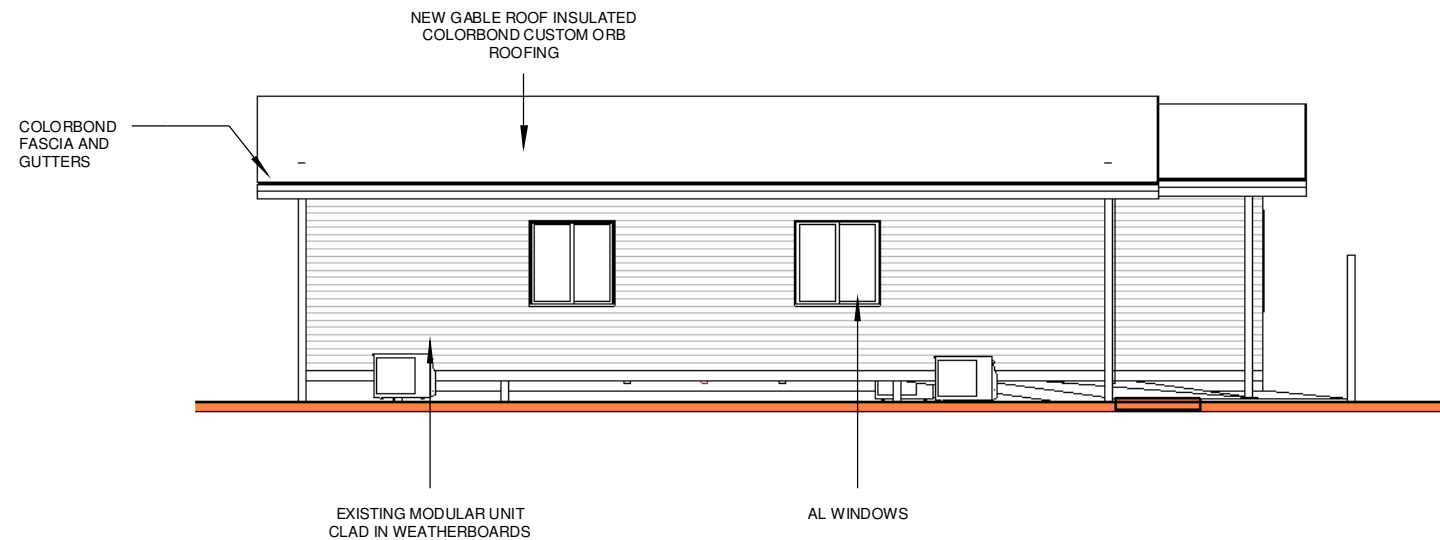 NEW GABLE ROOF INSULATED
COLORBOND CUSTOM ORB
ROOFING
COLORBOND
FASCIA AND
GUTTERS
EXISTING MODULAR UNIT
CLAD IN WEATHERBOARDS
AL WINDOWS